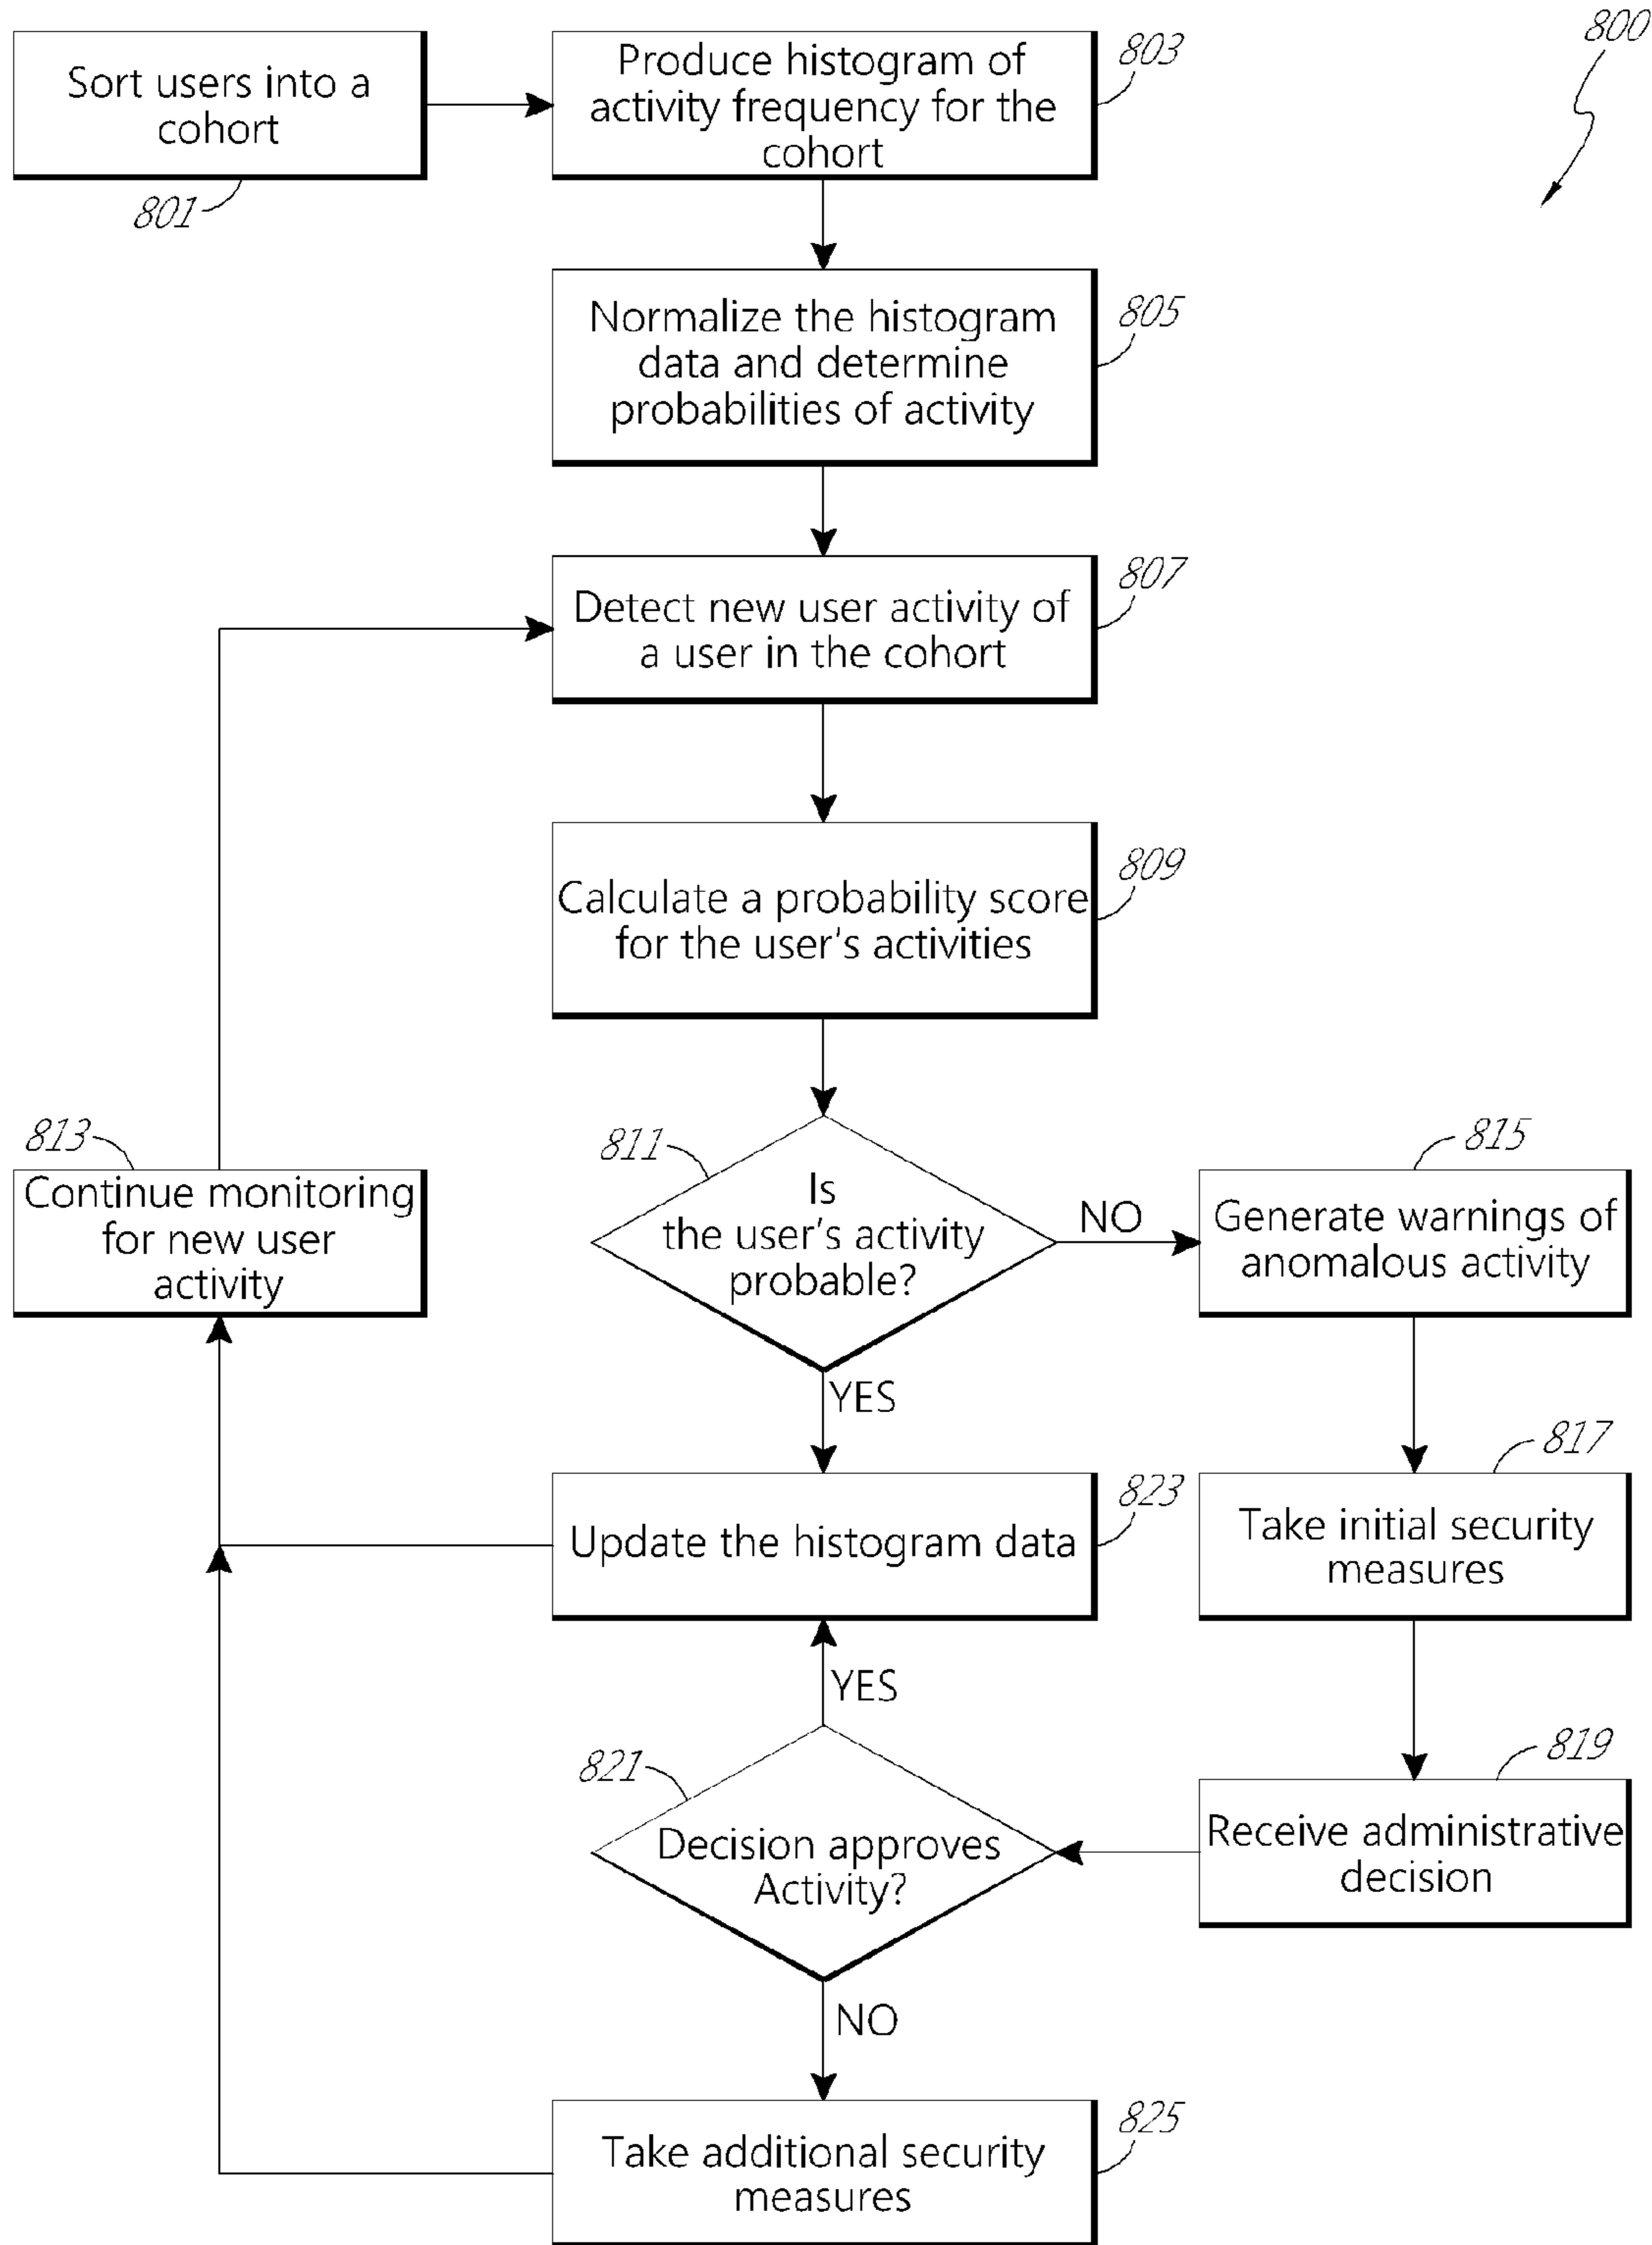 800
Sort users into a
cohort
801
Produce histogram of
activity frequency for the
cohort
803
Normalize the histogram
data and determine
probabilities of activity
805
Detect new user activity of
a user in the cohort
807
Calculate a probability score
for the user's activities
809
811
Is
the user's activity
probable?
NO
YES
813
Continue monitoring
for new user
activity
815
Generate warnings of
anomalous activity
817
Take initial security
measures
823
Update the histogram data
YES
819
Receive administrative
decision
821
Decision approves
Activity?
NO
825
Take additional security
measures